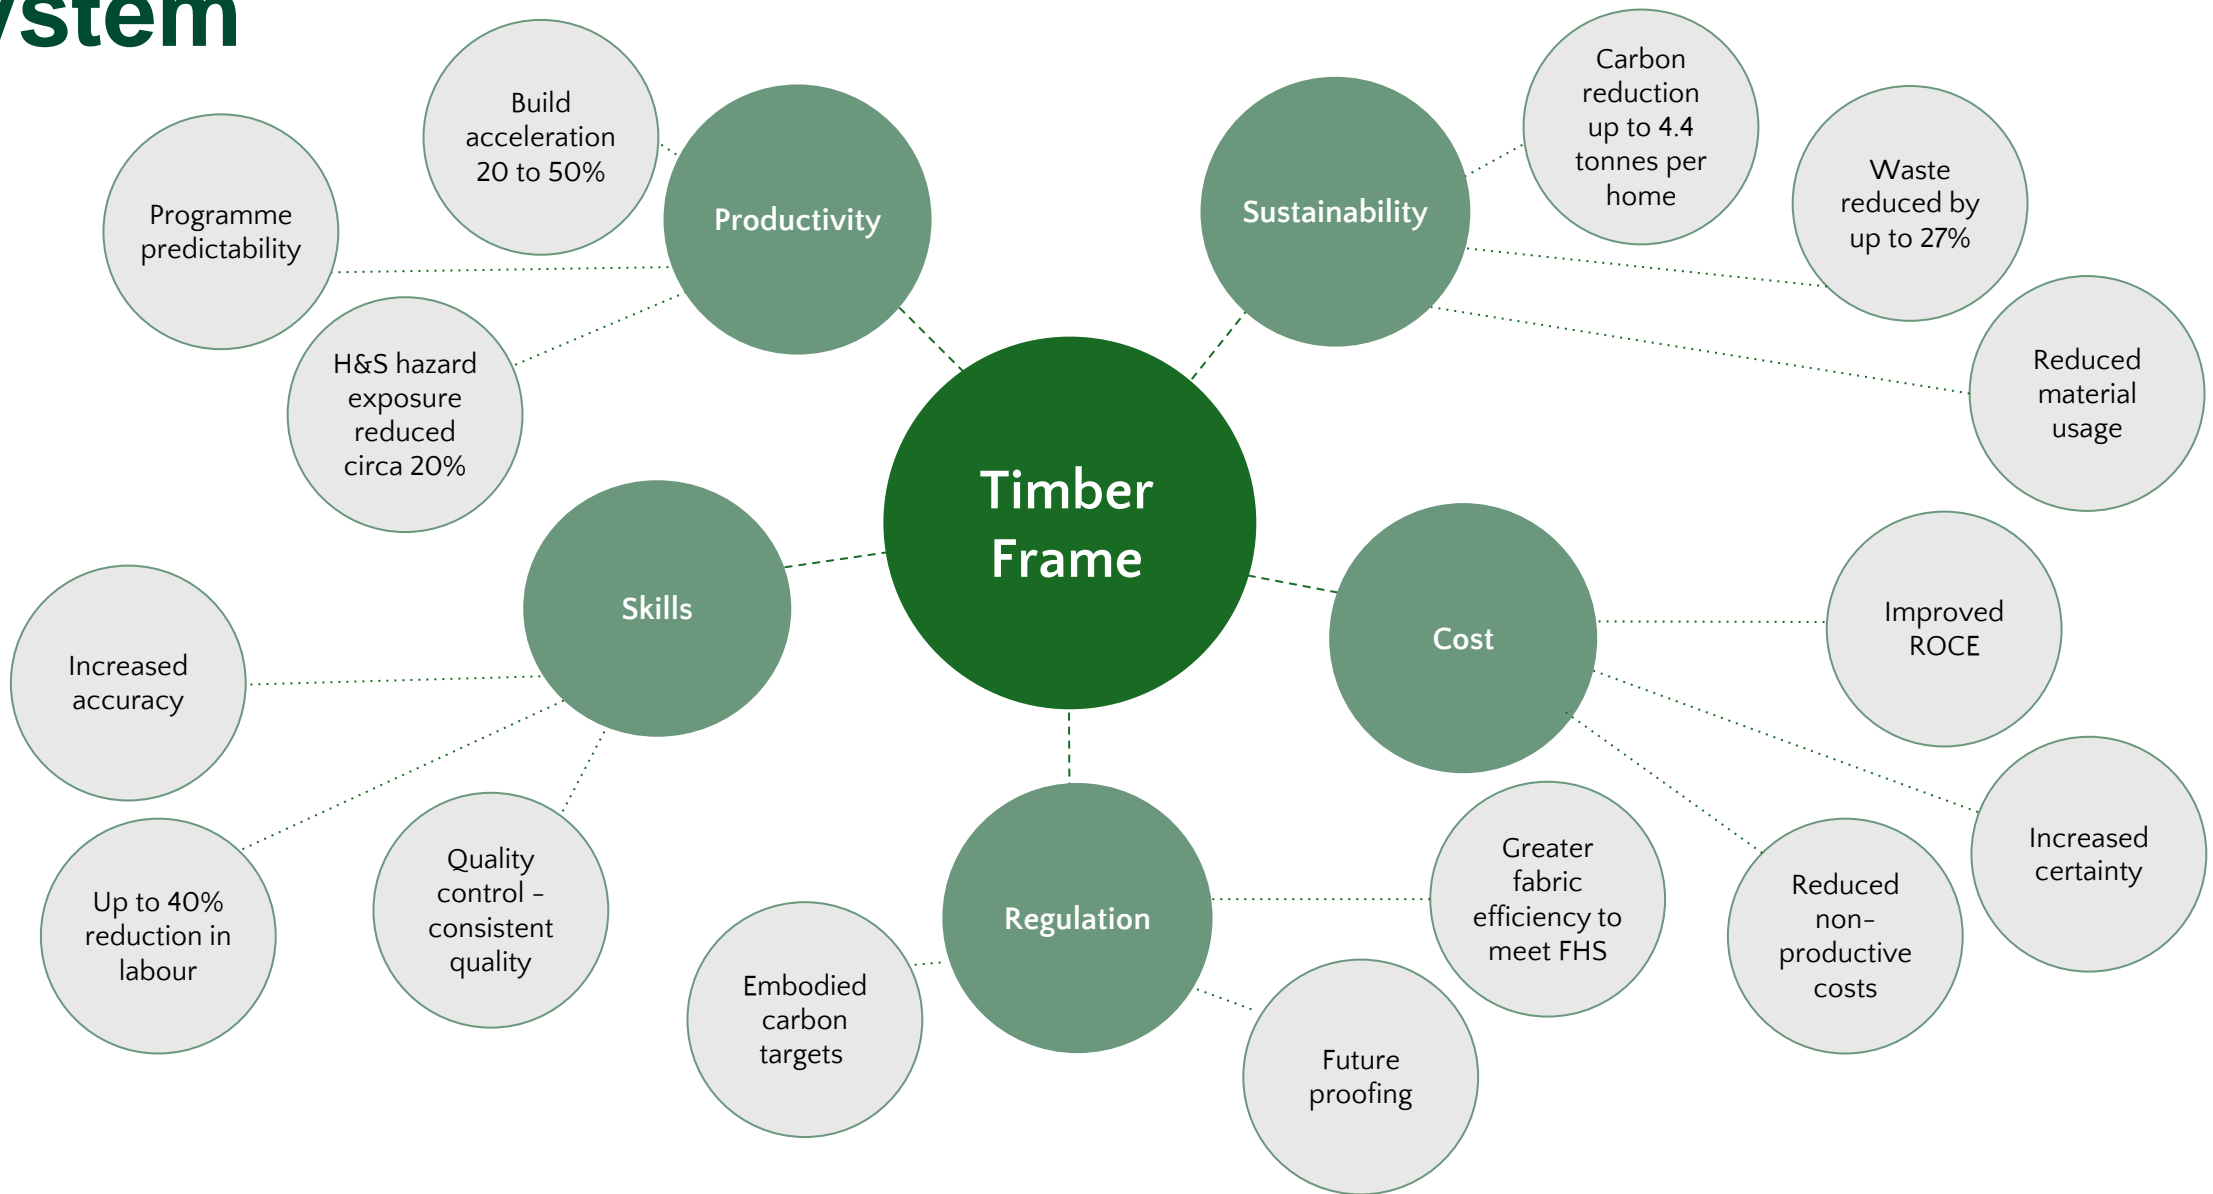 ystem
Build
acceleration
20 to 50%
Programme
predictability
H&S hazard
exposure
reduced
circa 20%
Productivity
Sustainability
Carbon
reduction
up to 4.4
tonnes per
home
Waste
reduced by
up to 27%
Reduced
material
usage
Timber
Frame
Skills
Increased
accuracy
Up to 40%
reduction in
labour
Quality
control -
consistent
quality
Cost
Improved
ROCE
Increased
certainty
Reduced
non-
productive
costs
Regulation
Greater
fabric
efficiency to
meet FHS
Embodied
carbon
targets
Future
proofing